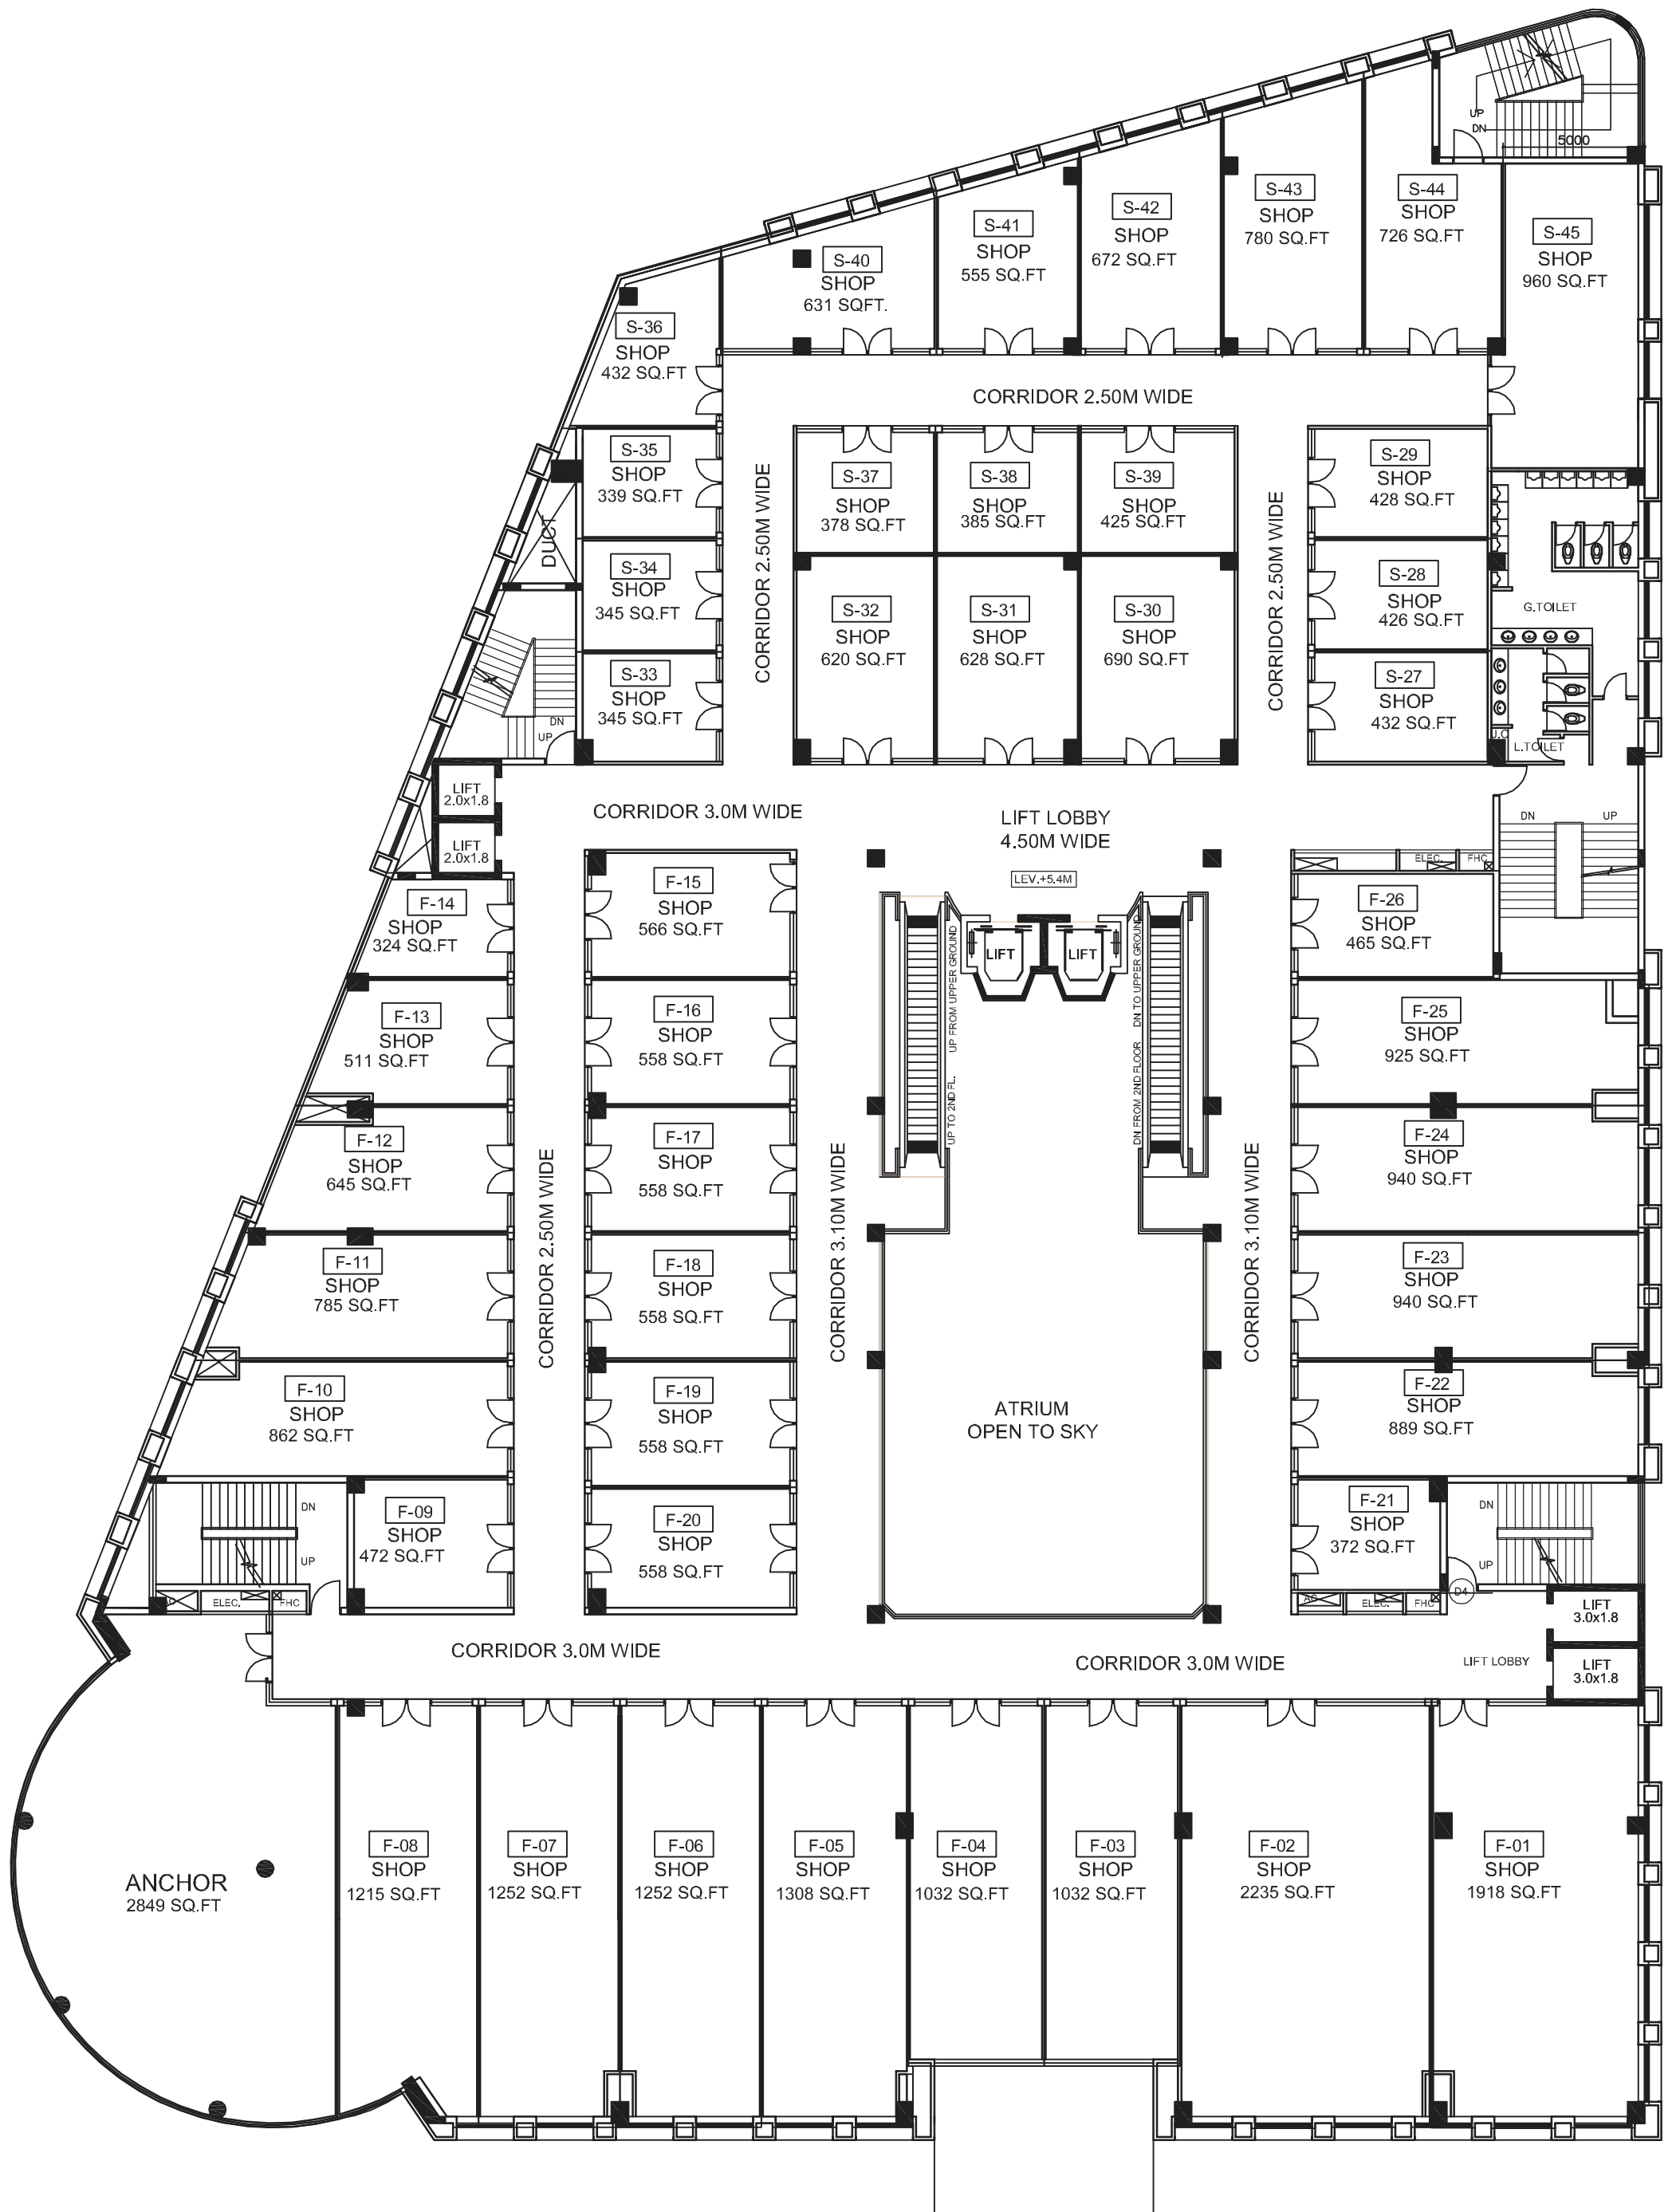 UP
DN
5000
S-44
SHOP
726 SQ.FT
S-43
SHOP
780 SQ.FT
S-42
SHOP
672 SQ.FT
S-41
SHOP
555 SQ.FT
S-45
SHOP
960 SQ.FT
S-40
SHOP
631 SQFT.
S-36
SHOP
432 SQ.FT
CORRIDOR 2.50M WIDE
S-35
SHOP
339 SQ.FT
S-37
SHOP
378 SQ.FT
S-38
SHOP
385 SQ.FT
S-39
SHOP
425 SQ.FT
S-29
SHOP
428 SQ.FT
CORRIDOR 2.50M WIDE
CORRIDOR 2.50M WIDE
DUCT
S-34
SHOP
345 SQ.FT
S-32
SHOP
620 SQ.FT
S-31
SHOP
628 SQ.FT
S-30
SHOP
690 SQ.FT
S-28
SHOP
426 SQ.FT
G.TOILET
S-33
SHOP
345 SQ.FT
S-27
SHOP
432 SQ.FT
DN
UP
L.TOILET
LIFT
2.0x1.8
LIFT
2.0x1.8
CORRIDOR 3.0M WIDE
LIFT LOBBY
4.50M WIDE
DN
UP
ELEC.
FHC
LEV.+5.4M
F-14
SHOP
324 SQ.FT
F-15
SHOP
566 SQ.FT
F-26
SHOP
465 SQ.FT
LIFT
LIFT
UP TO 2ND FL.
UP FROM UPPER GROUND
DN FROM 2ND FLOOR
DN TO UPPER GROUND
F-13
SHOP
511 SQ.FT
F-16
SHOP
558 SQ.FT
F-25
SHOP
925 SQ.FT
F-12
SHOP
645 SQ.FT
F-17
SHOP
558 SQ.FT
F-24
SHOP
940 SQ.FT
CORRIDOR 2.50M WIDE
CORRIDOR 3.10M WIDE
CORRIDOR 3.10M WIDE
F-11
SHOP
785 SQ.FT
F-18
SHOP
558 SQ.FT
F-23
SHOP
940 SQ.FT
F-10
SHOP
862 SQ.FT
F-19
SHOP
558 SQ.FT
ATRIUM
OPEN TO SKY
F-22
SHOP
889 SQ.FT
DN
UP
F-09
SHOP
472 SQ.FT
F-20
SHOP
558 SQ.FT
F-21
SHOP
372 SQ.FT
DN
UP
D4
AC
ELEC.
FHC
AC
ELEC.
FHC
LIFT
3.0x1.8
LIFT
3.0x1.8
CORRIDOR 3.0M WIDE
CORRIDOR 3.0M WIDE
LIFT LOBBY
ANCHOR
2849 SQ.FT
F-08
SHOP
1215 SQ.FT
F-07
SHOP
1252 SQ.FT
F-06
SHOP
1252 SQ.FT
F-05
SHOP
1308 SQ.FT
F-04
SHOP
1032 SQ.FT
F-03
SHOP
1032 SQ.FT
F-02
SHOP
2235 SQ.FT
F-01
SHOP
1918 SQ.FT